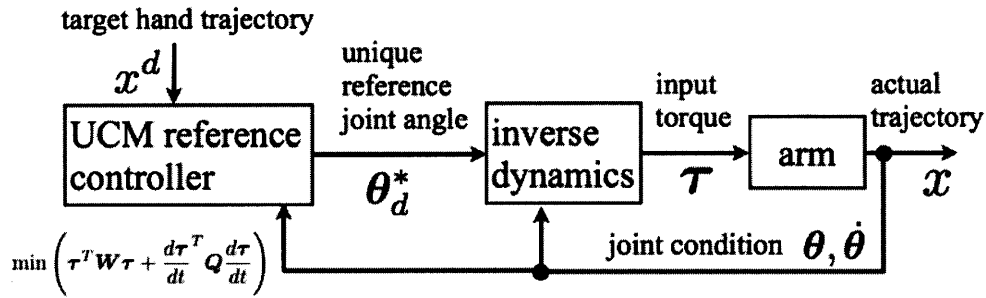 target hand trajectory
x^d
UCM reference
controller
unique
reference
joint angle
θ_d^*
inverse
dynamics
input
torque
τ
arm
actual
trajectory
x
joint condition θ, θ̇
min(τ^T W τ + dτ/dt^T Q dτ/dt)